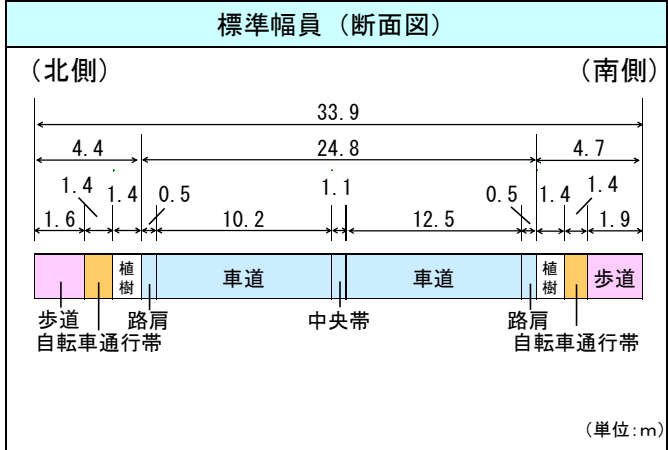 標準幅員（断面図）
（北側） （南側）
33.9
4.4 24.8 4.7
1.4 1.4 0.5 1.1 0.5 1.4 1.4
1.6 10.2 12.5 1.9
植樹 車道 車道 植樹 歩道
歩道 路肩 中央帯 路肩
自転車通行帯 自転車通行帯
（単位:m）